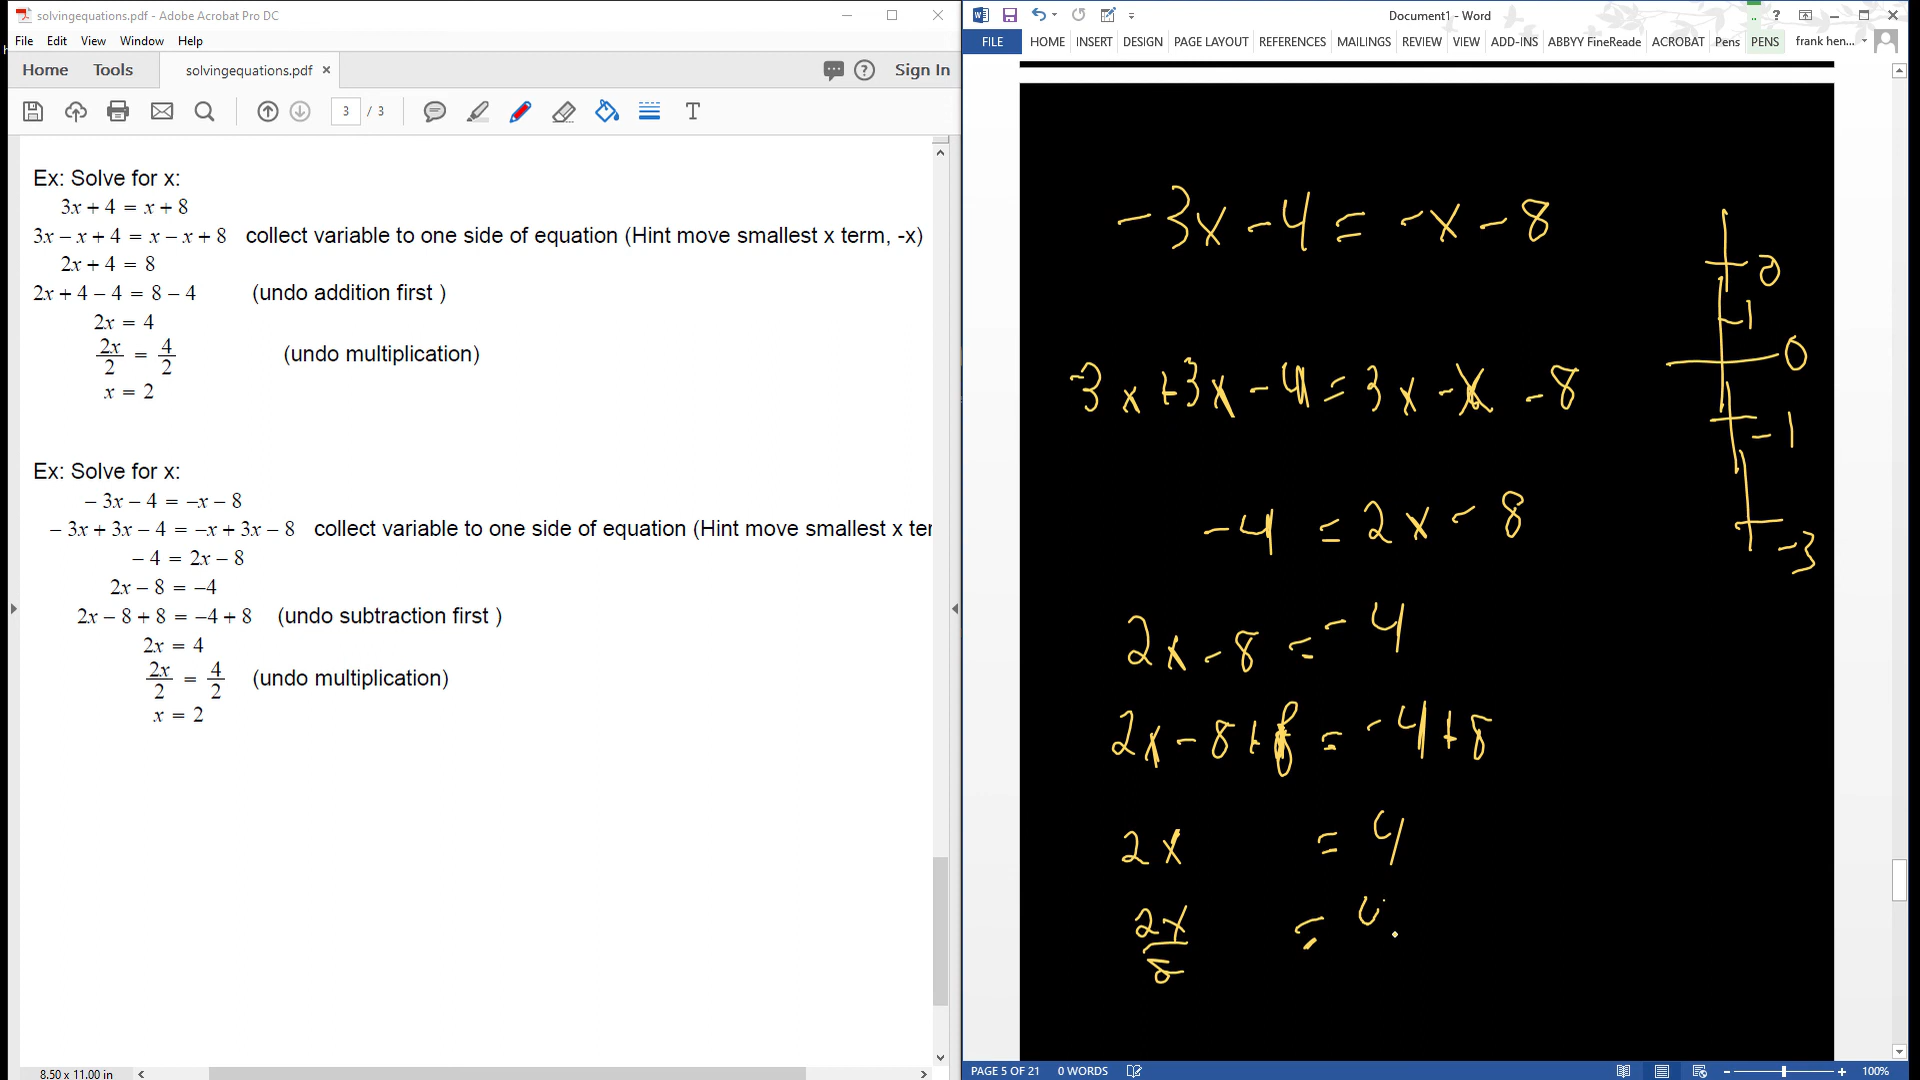 solvingequations.pdf - Adobe Acrobat Pro DC
File Edit View Window Help
Home Tools solvingequations.pdf × Sign In
3 / 3
Ex: Solve for x:
3x + 4 = x + 8
3x − x + 4 = x − x + 8 collect variable to one side of equation (Hint move smallest x term, -x)
2x + 4 = 8
2x + 4 − 4 = 8 − 4 (undo addition first )
2x = 4
2x/2 = 4/2 (undo multiplication)
x = 2
Ex: Solve for x:
− 3x − 4 = −x − 8
− 3x + 3x − 4 = −x + 3x − 8 collect variable to one side of equation (Hint move smallest x
− 4 = 2x − 8
2x − 8 = −4
2x − 8 + 8 = −4 + 8 (undo subtraction first )
2x = 4
2x/2 = 4/2 (undo multiplication)
x = 2
8.50 x 11.00 in
Document1 - Word
FILE HOME INSERT DESIGN PAGE LAYOUT REFERENCES MAILINGS REVIEW VIEW ADD-INS ABBYY FineReade ACROBAT Pens PENS frank hen...
-3x - 4 = -x - 8
-3x + 3x - 4 = 3x - x - 8
-4 = 2x - 8
2x - 8 = -4
2x - 8 + 8 = -4 + 8
2x = 4
2x/2 =
0
-1
0
-1
-3
PAGE 5 OF 21 0 WORDS 100%